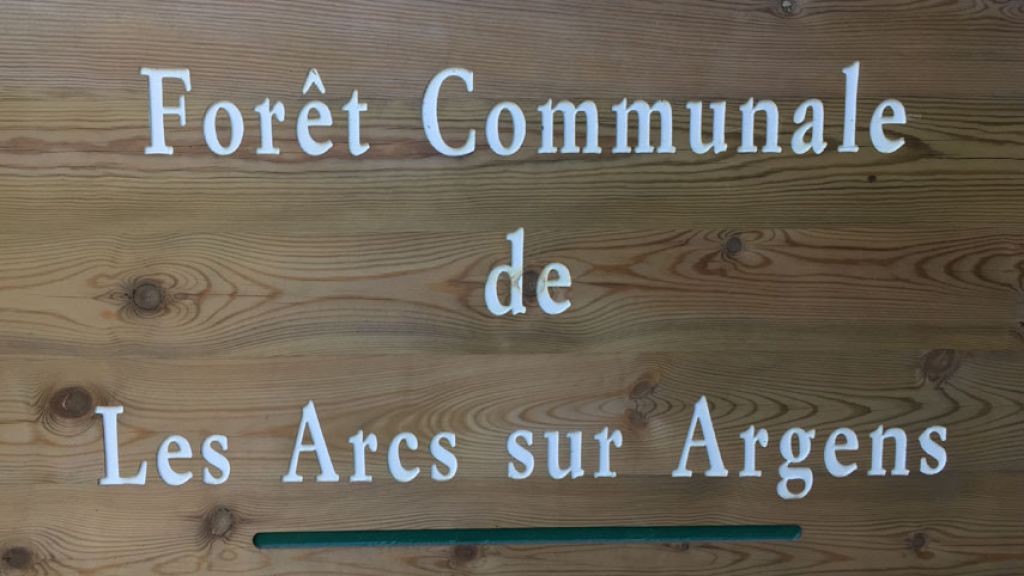 Forêt Communale
de
Les Arcs sur Argens